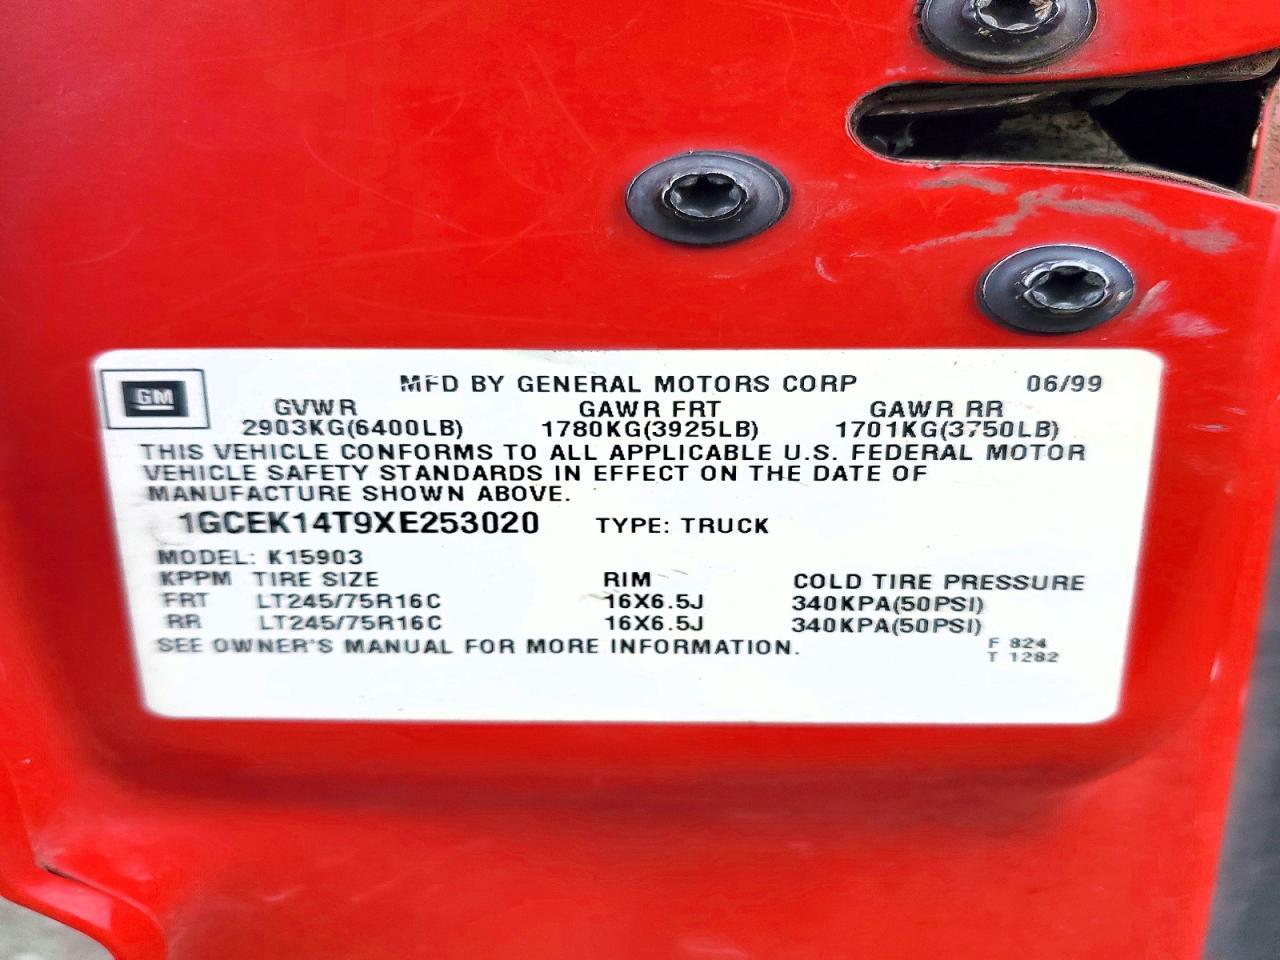 GM
MFD BY GENERAL MOTORS CORP 06/99
GVWR GAWR FRT GAWR RR
2903KG(6400LB) 1780KG(3925LB) 1701KG(3750LB)
THIS VEHICLE CONFORMS TO ALL APPLICABLE U.S. FEDERAL MOTOR
VEHICLE SAFETY STANDARDS IN EFFECT ON THE DATE OF
MANUFACTURE SHOWN ABOVE.
1GCEK14T9XE253020 TYPE: TRUCK
MODEL: K15903
KPPM TIRE SIZE RIM COLD TIRE PRESSURE
FRT LT245/75R16C 16X6.5J 340KPA(50PSI)
RR LT245/75R16C 16X6.5J 340KPA(50PSI)
SEE OWNER'S MANUAL FOR MORE INFORMATION. F 824
T 1282